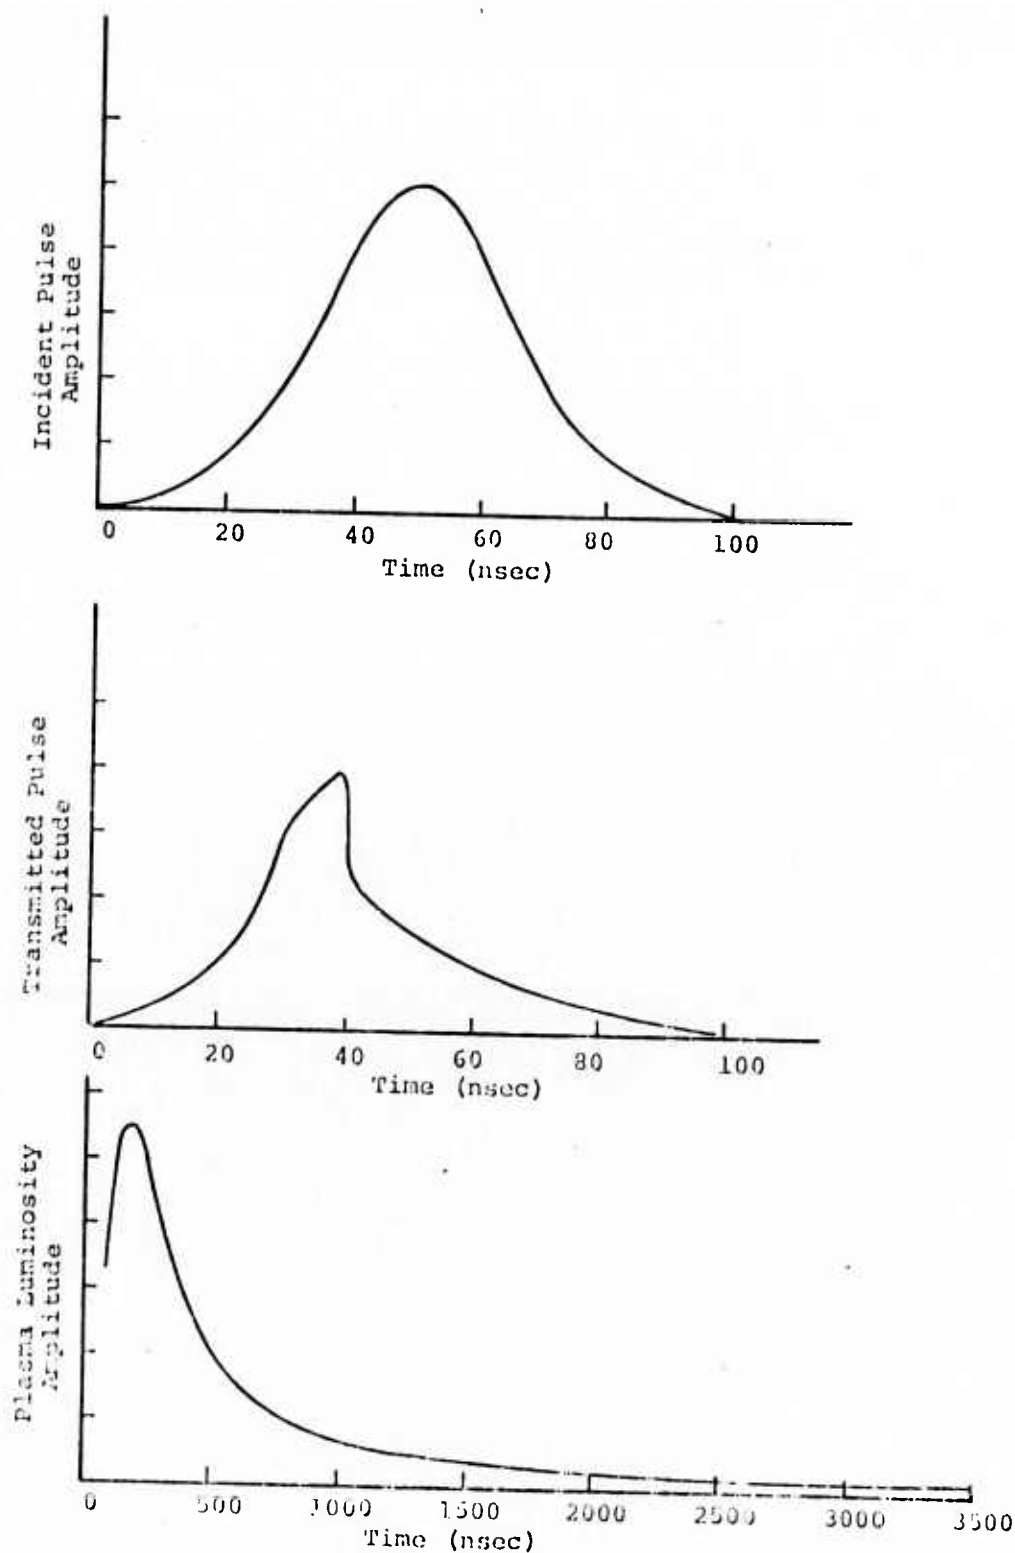 Incident Pulse
Amplitude
0 20 40 60 80 100
Time (nsec)
Transmitted Pulse
Amplitude
0 20 40 60 80 100
Time (nsec)
Plasma Luminosity
Amplitude
0 500 1000 1500 2000 2500 3000 3500
Time (nsec)